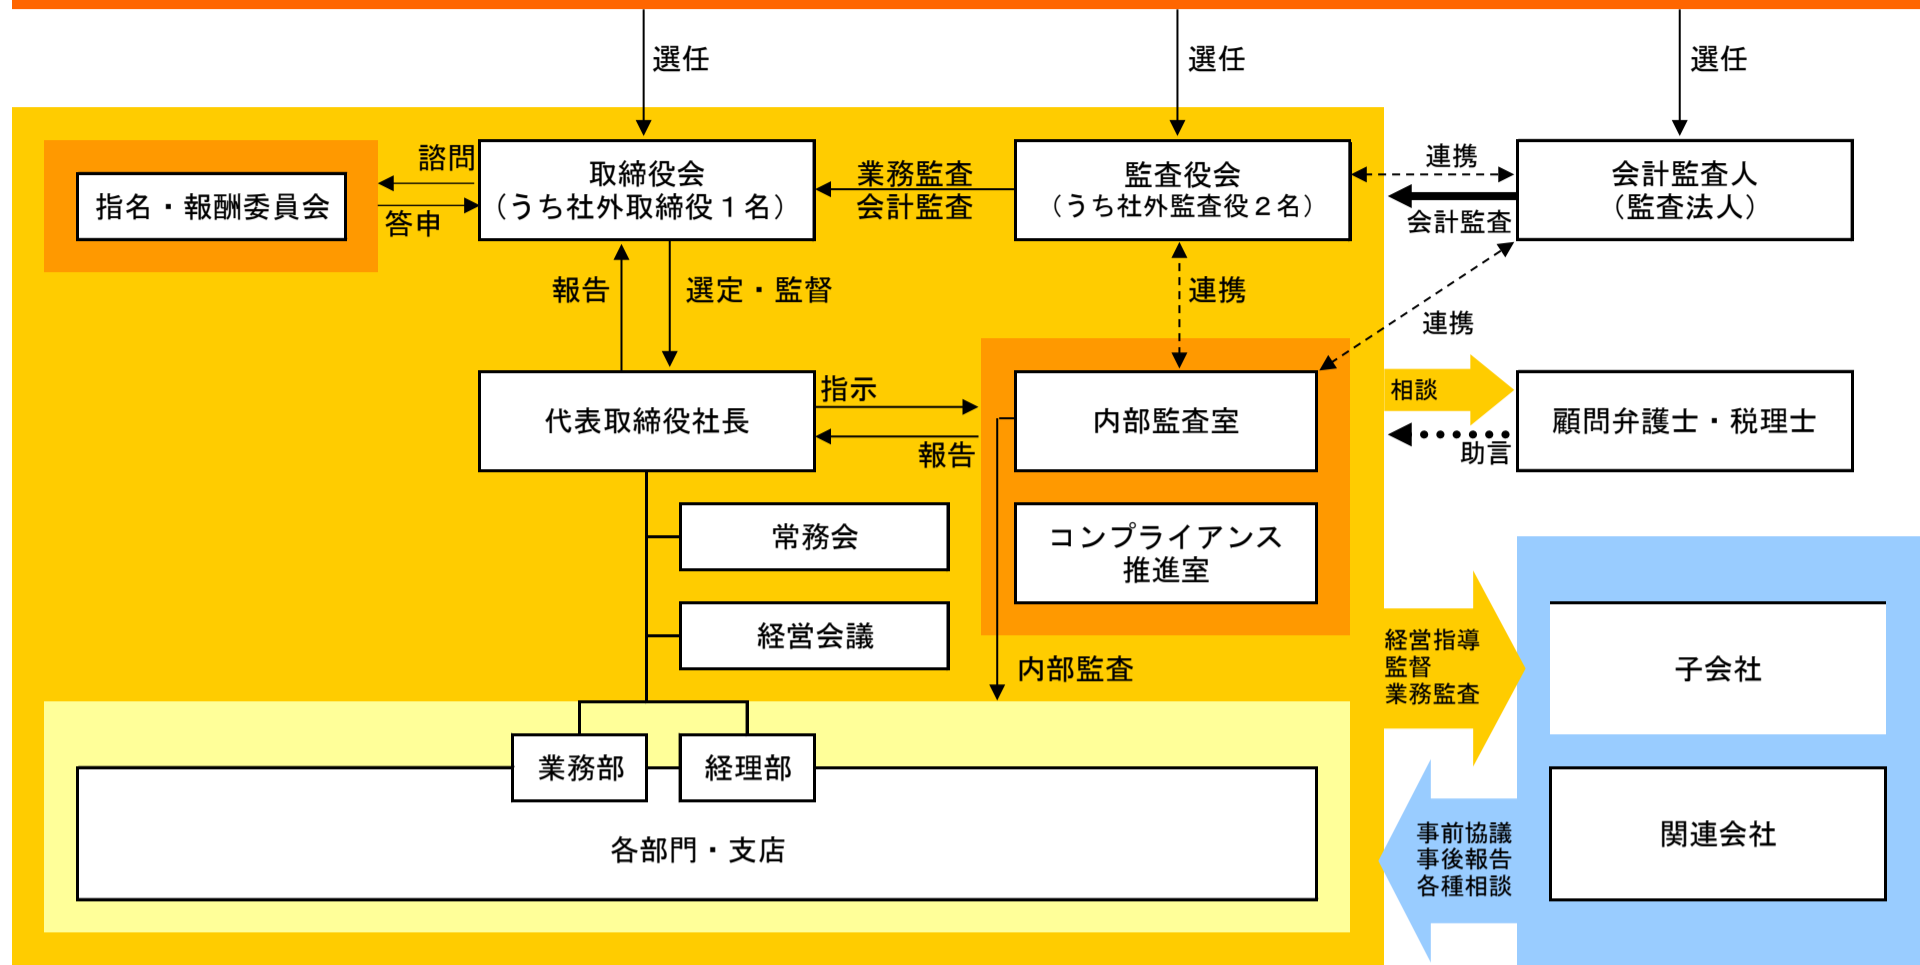 選任
選任
選任
諮問
指名・報酬委員会
答申
取締役会
（うち社外取締役１名）
業務監査
会計監査
監査役会
（うち社外監査役２名）
連携
会計監査
会計監査人
（監査法人）
報告
選定・監督
連携
連携
代表取締役社長
指示
報告
内部監査室
相談
助言
顧問弁護士・税理士
常務会
コンプライアンス
推進室
経営会議
内部監査
経営指導
監督
業務監査
子会社
業務部
経理部
各部門・支店
事前協議
事後報告
各種相談
関連会社